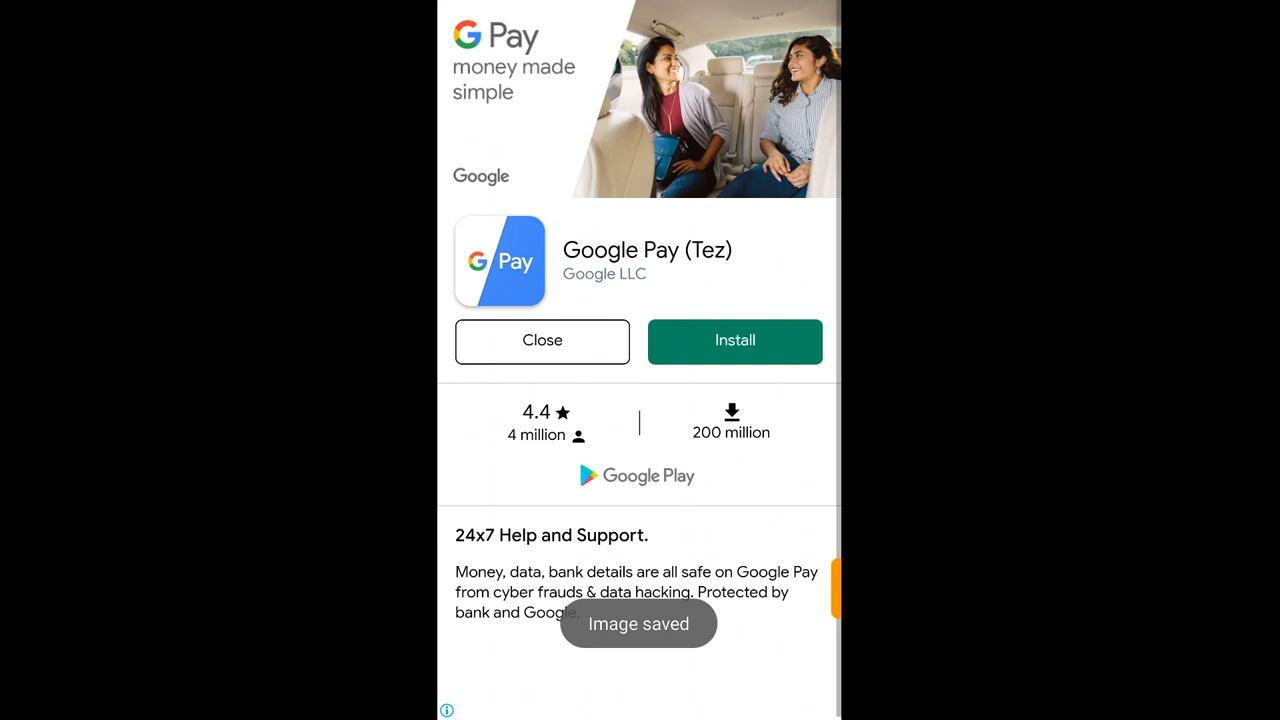 G Pay
money made
simple
Google
G Pay
Google Pay (Tez)
Google LLC
Close
Install
4.4
4 million
200 million
Google Play
24x7 Help and Support.
Money, data, bank details are all safe on Google Pay
from cyber frauds & data hacking. Protected by
bank and Google.
Image saved